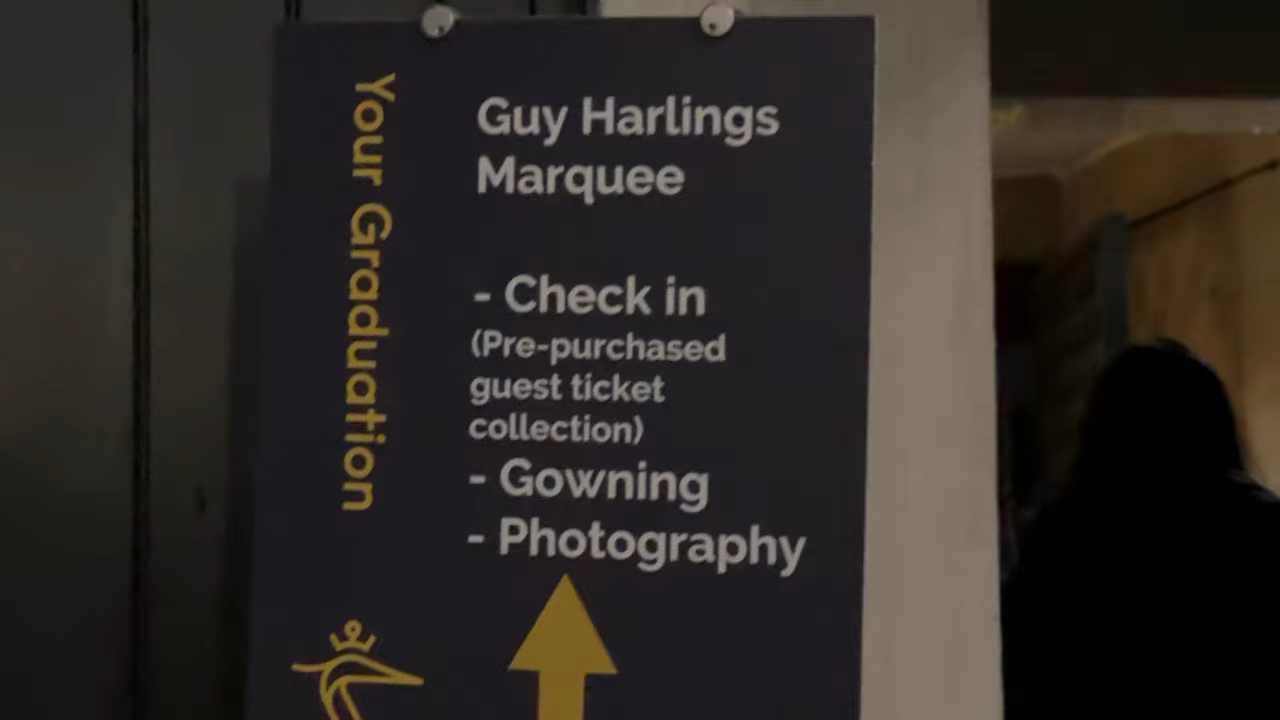 Your Graduation
Guy Harlings
Marquee
- Check in
(Pre-purchased
guest ticket
collection)
- Gowning
- Photography